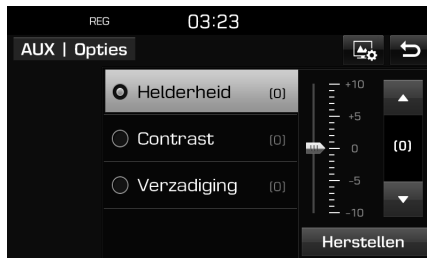 REG 03:23
AUX | Opties
Helderheid (0)
Contrast (0)
Verzadiging (0)
+10
+5
0
-5
-10
(0)
Herstellen